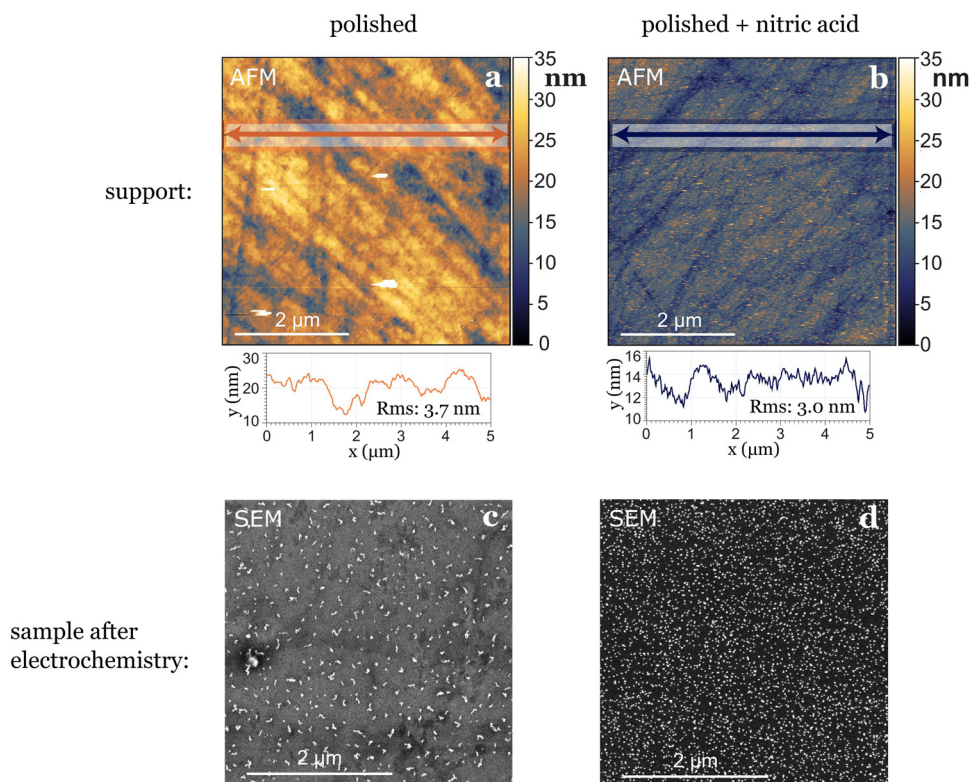 polished
polished + nitric acid
support:
AFM
a
nm
35
30
25
20
15
10
5
0
2 µm
AFM
b
nm
35
30
25
20
15
10
5
0
2 µm
y (nm)
30
20
10
Rms: 3.7 nm
0 1 2 3 4 5
x (µm)
y (nm)
16
14
12
10
Rms: 3.0 nm
0 1 2 3 4 5
x (µm)
sample after
electrochemistry:
SEM
c
2 µm
SEM
d
2 µm